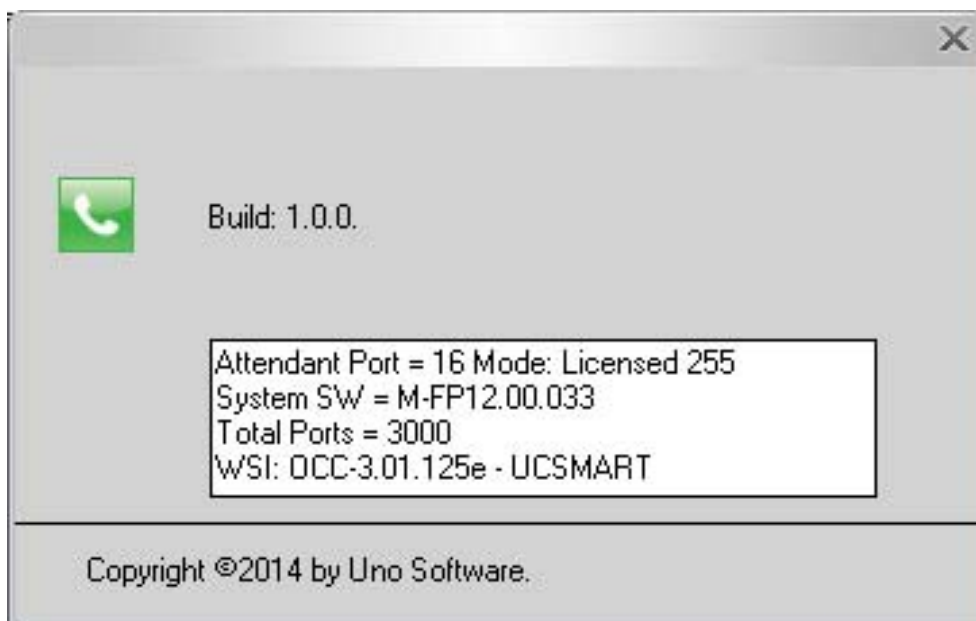 Build: 1.0.0.
Attendant Port = 16 Mode: Licensed 255
System SW = M-FP12.00.033
Total Ports = 3000
WSI: OCC-3.01.125e - UCSMART
Copyright ©2014 by Uno Software.